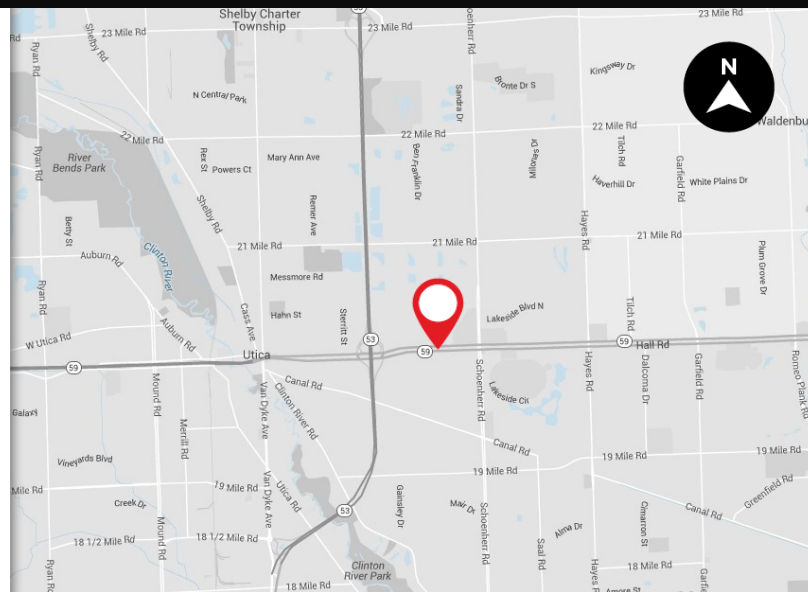 53
Shelby Charter
Township
23 Mile Rd
23 Mile Rd
23 Mile Rd
Rd
Ryan Rd
Shelby Rd
Schoenherr Rd
N
Kingsway Dr
Bronte Dr S
N Central Park
Sandra Dr
22 Mile Rd
22 Mile Rd
22 Mile Rd
Waldenbu
River
Bends Park
Ryan Rd
Rex St
Powers Ct
Mary Ann Ave
Ben Franklin Dr
Milonas Dr
Tilch Rd
Garfield Rd
Haverhill Dr
White Plains Dr
Shelby Rd
Remer Ave
Betty St
Hayes Rd
21 Mile Rd
21 Mile Rd
21 Mile Rd
Auburn Rd
Clinton
River
Plum Grove Dr
Messmore Rd
Ryan Rd
Cass Ave
Hahn St
Sterritt St
Lakeside Blvd N
Tilch Rd
Auburn Rd
W Utica Rd
53
59
Hall Rd
59
Utica
59
Mound Rd
Canal Rd
Schoenherr Rd
Hayes Rd
Dalcoma Dr
Garfield Rd
Romeo Plank Rd
Van Dyke Ave
Clinton River Rd
Lakeside Cir
Galaxy
Merrill Rd
Canal Rd
Vineyards Blvd
19 Mile Rd
19 Mile Rd
Mile Rd
19 Mile Rd
Van Dyke Ave
Utica Rd
Gainsley Dr
Greenfield Rd
Creek Dr
53
Mair Dr
Schoenherr Rd
Canal Rd
Mound Rd
18 1/2 Mile Rd
18 1/2 Mile Rd
Alma Dr
Saal Rd
Cimarron St
Ryan Rd
Clinton
River Park
18 Mile Rd
Hayes Rd
18 Mile Rd
Garfi
Amore St